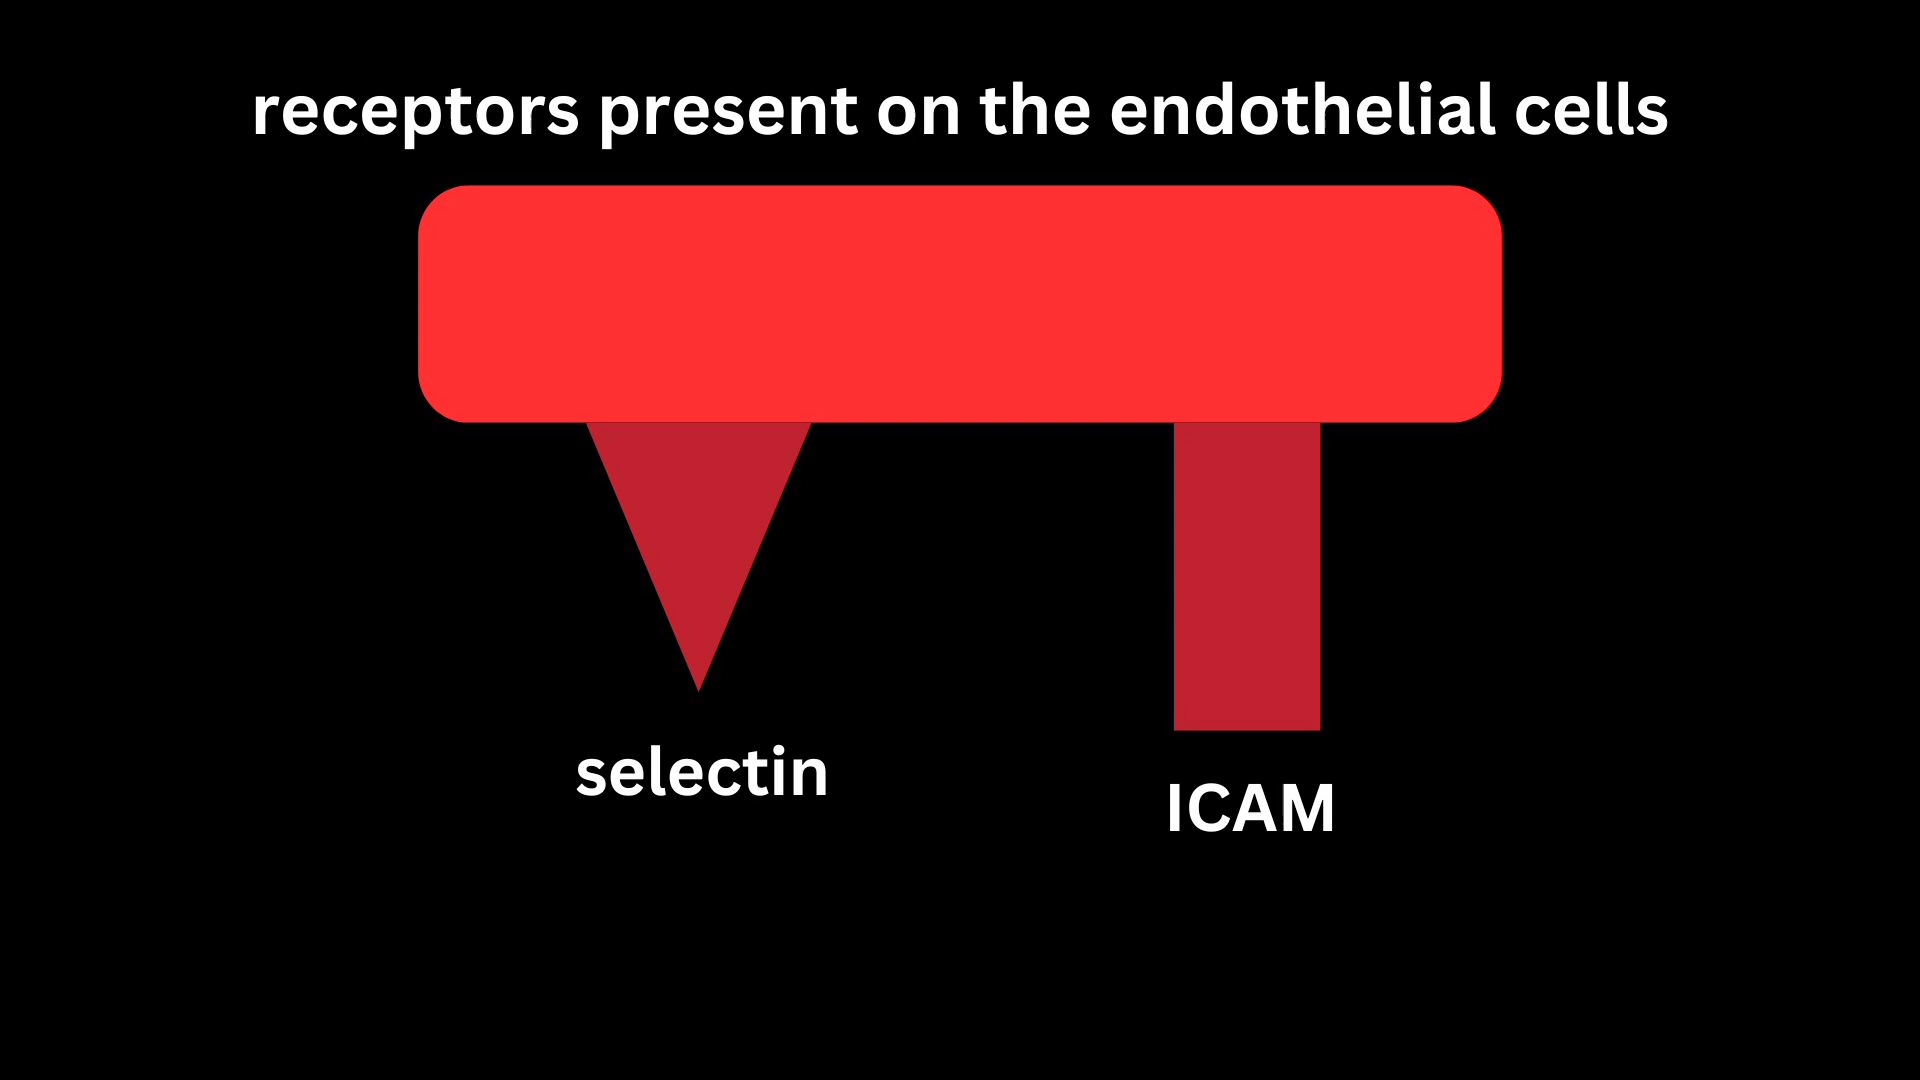 receptors present on the endothelial cells
selectin
ICAM